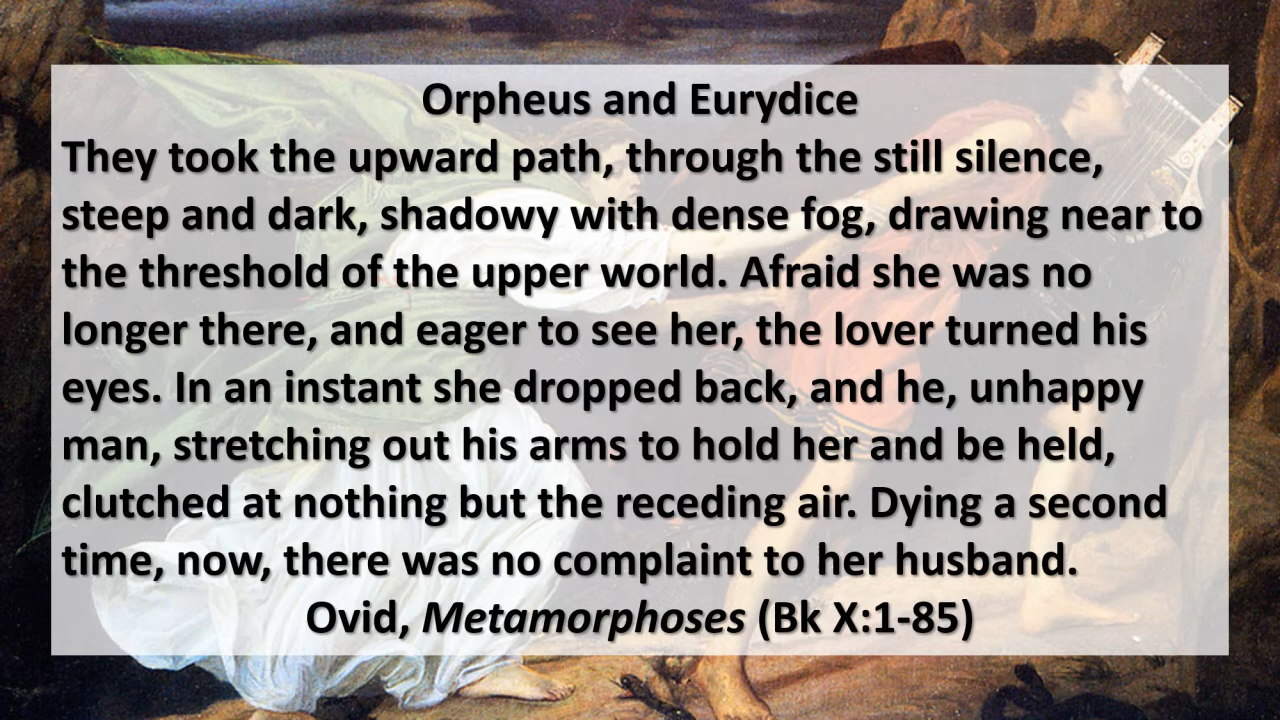 Orpheus and Eurydice
They took the upward path, through the still silence,
steep and dark, shadowy with dense fog, drawing near to
the threshold of the upper world. Afraid she was no
longer there, and eager to see her, the lover turned his
eyes. In an instant she dropped back, and he, unhappy
man, stretching out his arms to hold her and be held,
clutched at nothing but the receding air. Dying a second
time, now, there was no complaint to her husband.
Ovid, Metamorphoses (Bk X:1-85)